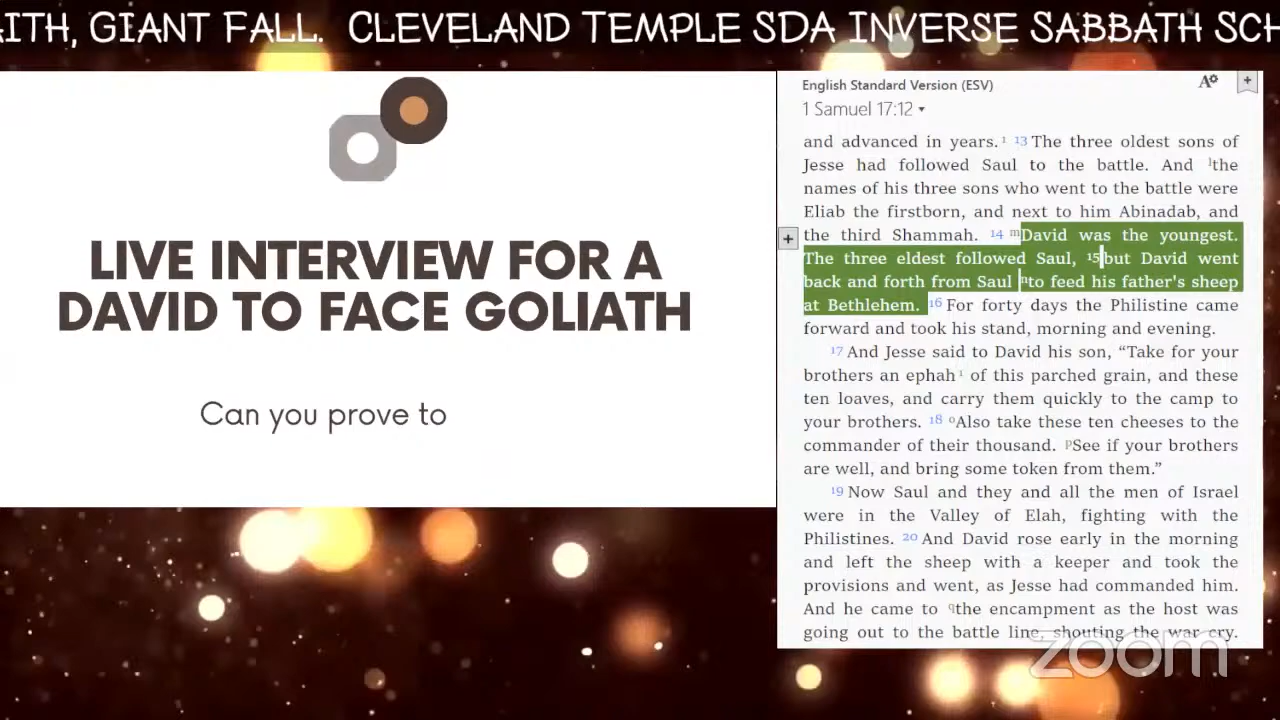 AITH, GIANT FALL. CLEVELAND TEMPLE SDA INVERSE SABBATH SCH
LIVE INTERVIEW FOR A
DAVID TO FACE GOLIATH
Can you prove to
English Standard Version (ESV)
1 Samuel 17:12
and advanced in years. 1 13 The three oldest sons of
Jesse had followed Saul to the battle. And l the
names of his three sons who went to the battle were
Eliab the firstborn, and next to him Abinadab, and
the third Shammah. 14 m David was the youngest.
The three eldest followed Saul, 15 but David went
back and forth from Saul n to feed his father's sheep
at Bethlehem. 16 For forty days the Philistine came
forward and took his stand, morning and evening.
17 And Jesse said to David his son, “Take for your
brothers an ephah 1 of this parched grain, and these
ten loaves, and carry them quickly to the camp to
your brothers. 18 o Also take these ten cheeses to the
commander of their thousand. p See if your brothers
are well, and bring some token from them.”
19 Now Saul and they and all the men of Israel
were in the Valley of Elah, fighting with the
Philistines. 20 And David rose early in the morning
and left the sheep with a keeper and took the
provisions and went, as Jesse had commanded him.
And he came to q the encampment as the host was
going out to the battle line, shouting the war cry.
zoom